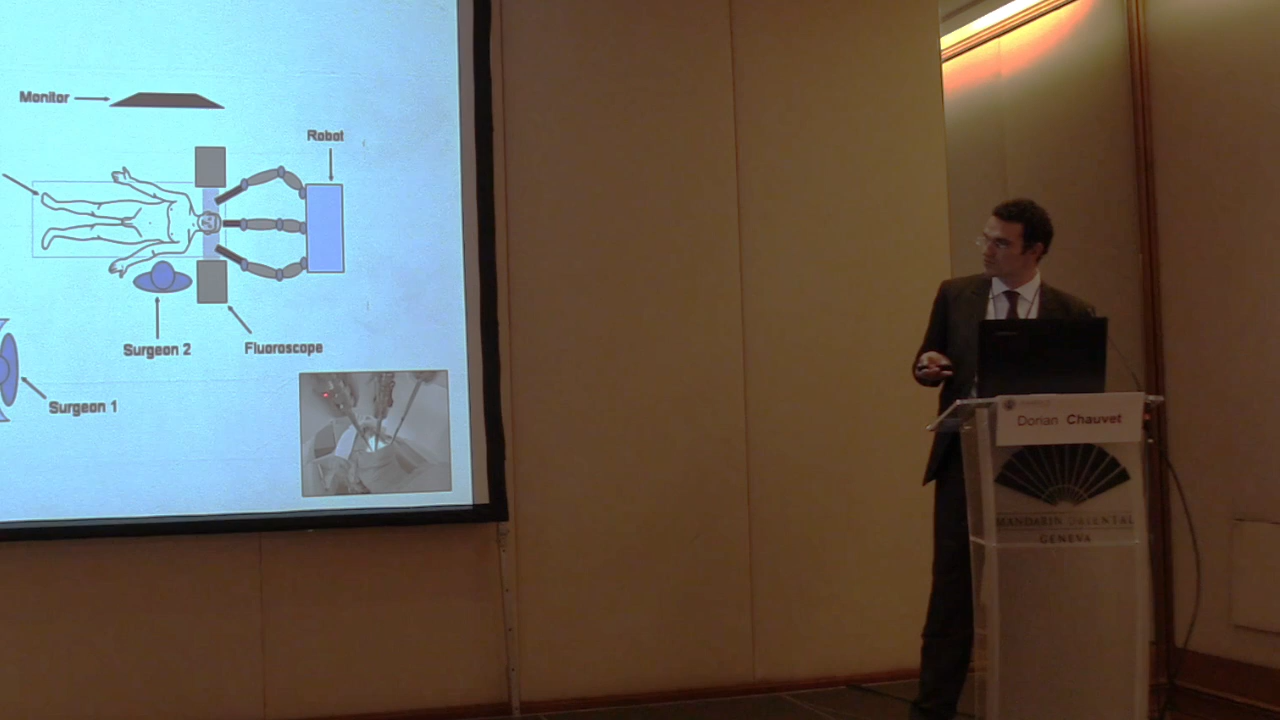 Monitor
Robot
Surgeon 2
Fluoroscope
Surgeon 1
Dorian Chauvet
MANDARIN ORIENTAL
GENEVA